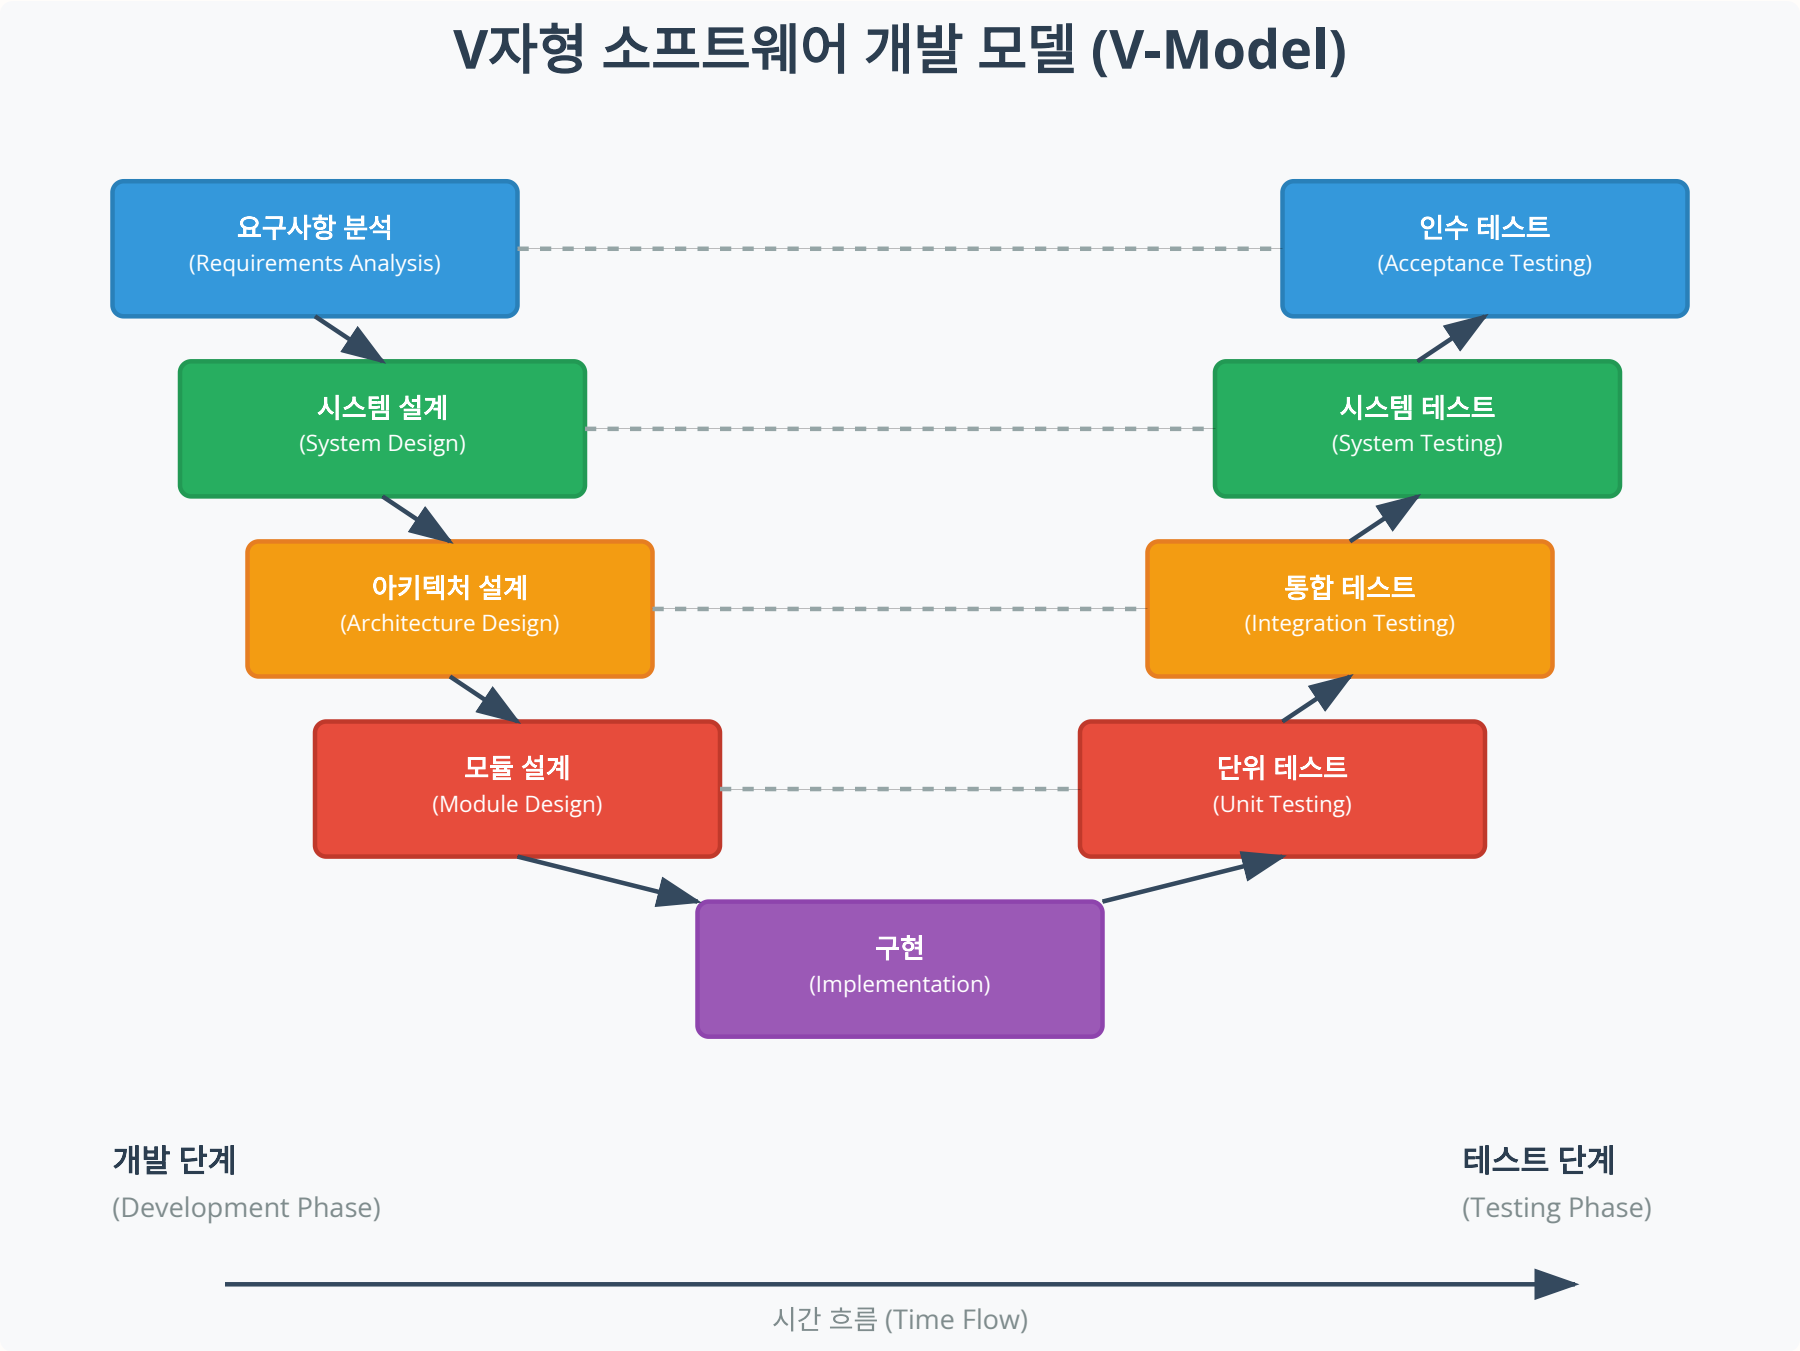 V자형 소프트웨어 개발 모델 (V-Model)
요구사항 분석
(Requirements Analysis)
인수 테스트
(Acceptance Testing)
시스템 설계
(System Design)
시스템 테스트
(System Testing)
아키텍처 설계
(Architecture Design)
통합 테스트
(Integration Testing)
모듈 설계
(Module Design)
단위 테스트
(Unit Testing)
구현
(Implementation)
개발 단계
(Development Phase)
테스트 단계
(Testing Phase)
시간 흐름 (Time Flow)